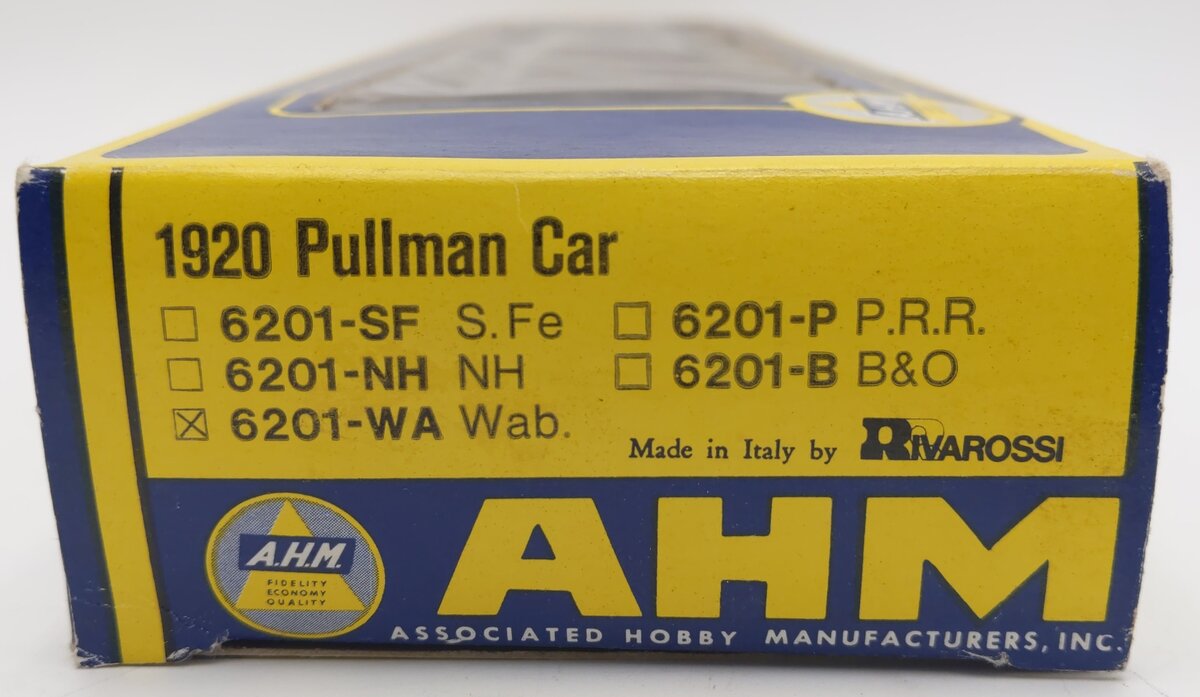 1920 Pullman Car
6201-SF S.Fe
6201-P P.R.R.
6201-NH NH
6201-B B&O
6201-WA Wab.
Made in Italy by RIVAROSSI
A.H.M.
FIDELITY
ECONOMY
QUALITY
AHM
ASSOCIATED HOBBY MANUFACTURERS, INC.